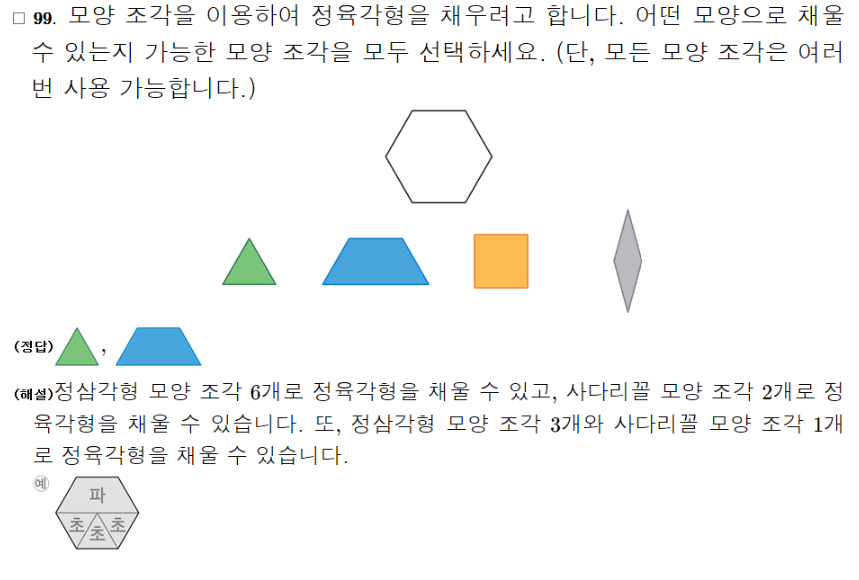 □ 99. 모양 조각을 이용하여 정육각형을 채우려고 합니다. 어떤 모양으로 채울
수 있는지 가능한 모양 조각을 모두 선택하세요. (단, 모든 모양 조각은 여러
번 사용 가능합니다.)
(정답) ,
(해설)정삼각형 모양 조각 6개로 정육각형을 채울 수 있고, 사다리꼴 모양 조각 2개로 정
육각형을 채울 수 있습니다. 또, 정삼각형 모양 조각 3개와 사다리꼴 모양 조각 1개
로 정육각형을 채울 수 있습니다.
예
파
초 초 초